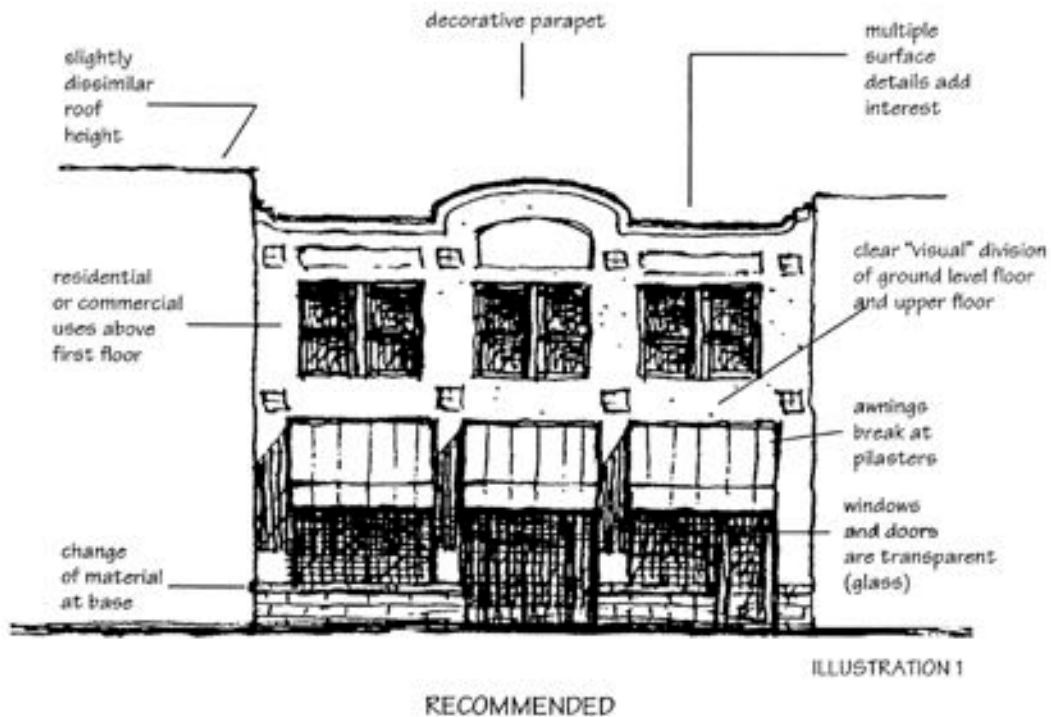 decorative parapet
slightly
dissimilar
roof
height
multiple
surface
details add
interest
residential
or commercial
uses above
first floor
clear "visual" division
of ground level floor
and upper floor
awnings
break at
pilasters
windows
and doors
are transparent
(glass)
change
of material
at base
ILLUSTRATION 1
RECOMMENDED